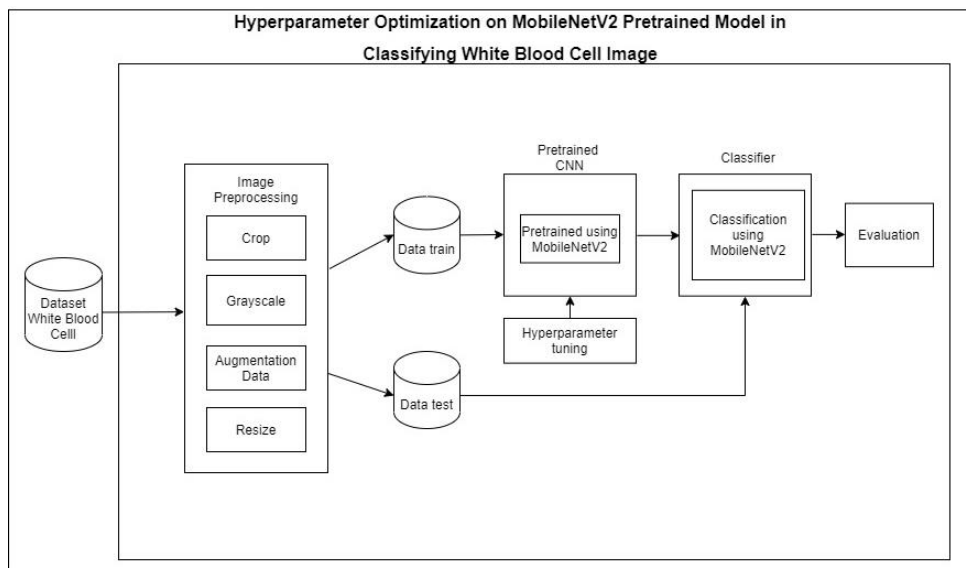 Hyperparameter Optimization on MobileNetV2 Pretrained Model in
Classifying White Blood Cell Image
Dataset
White Blood
Celll
Image
Preprocessing
Crop
Grayscale
Augmentation
Data
Resize
Data train
Data test
Pretrained
CNN
Pretrained using
MobileNetV2
Hyperparameter
tuning
Classifier
Classification
using
MobileNetV2
Evaluation